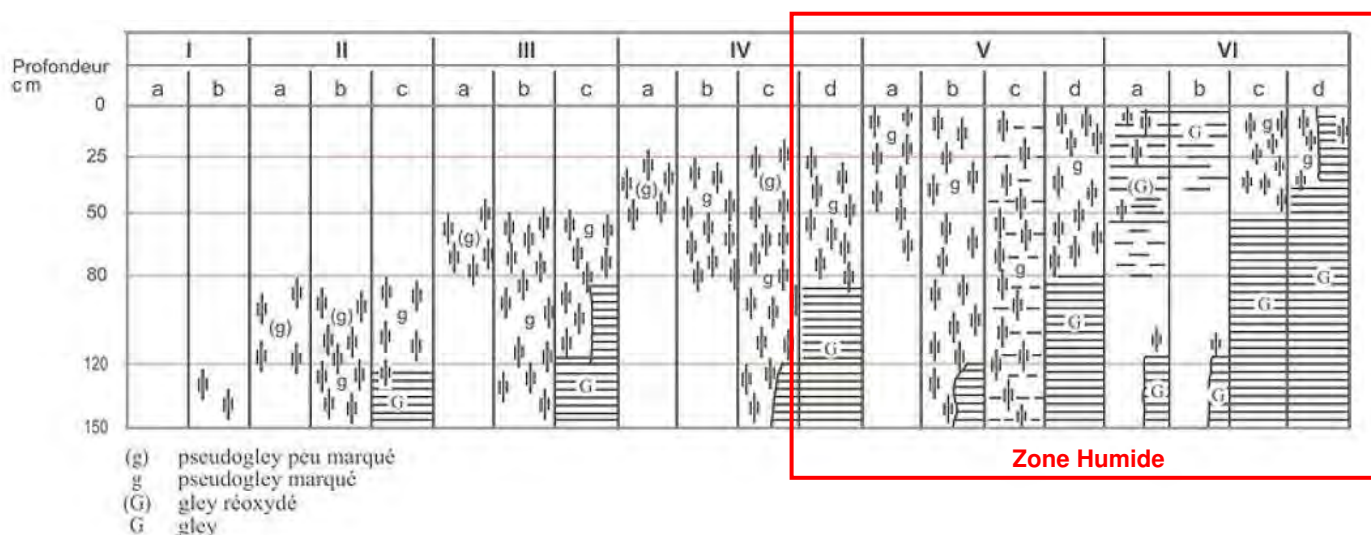 I II III IV V VI
Profondeur
cm
a b a b c a b c a b c d a b c d a b c d
0
g g
(g) g
25
(g) g (g) g g G g
g (G)
50
(g) g
g
80
g g
(g) (g) g g G G G
120
g G G G G
G
150
(g) pseudogley peu marqué
g pseudogley marqué
(G) gley réoxydé
G gley
Zone Humide